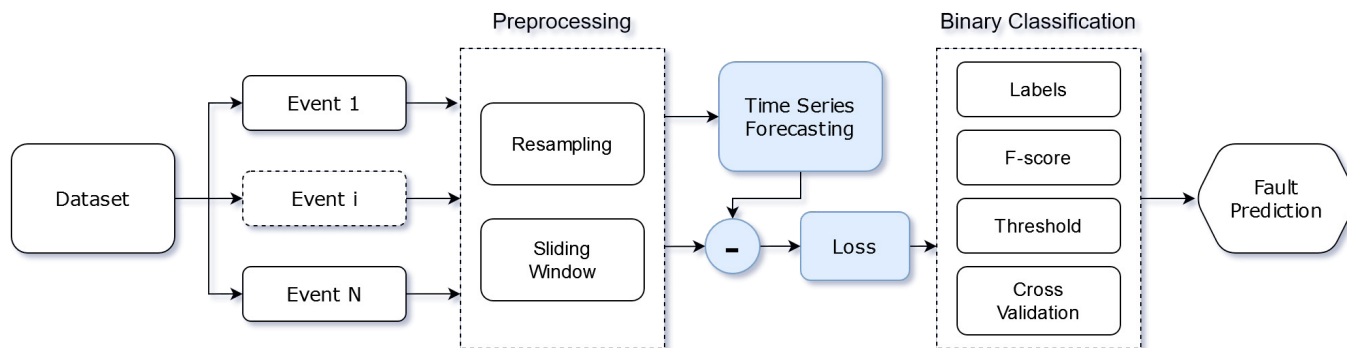 Preprocessing
Binary Classification
Dataset
Event 1
Event i
Event N
Resampling
Sliding
Window
Time Series
Forecasting
-
Loss
Labels
F-score
Threshold
Cross
Validation
Fault
Prediction